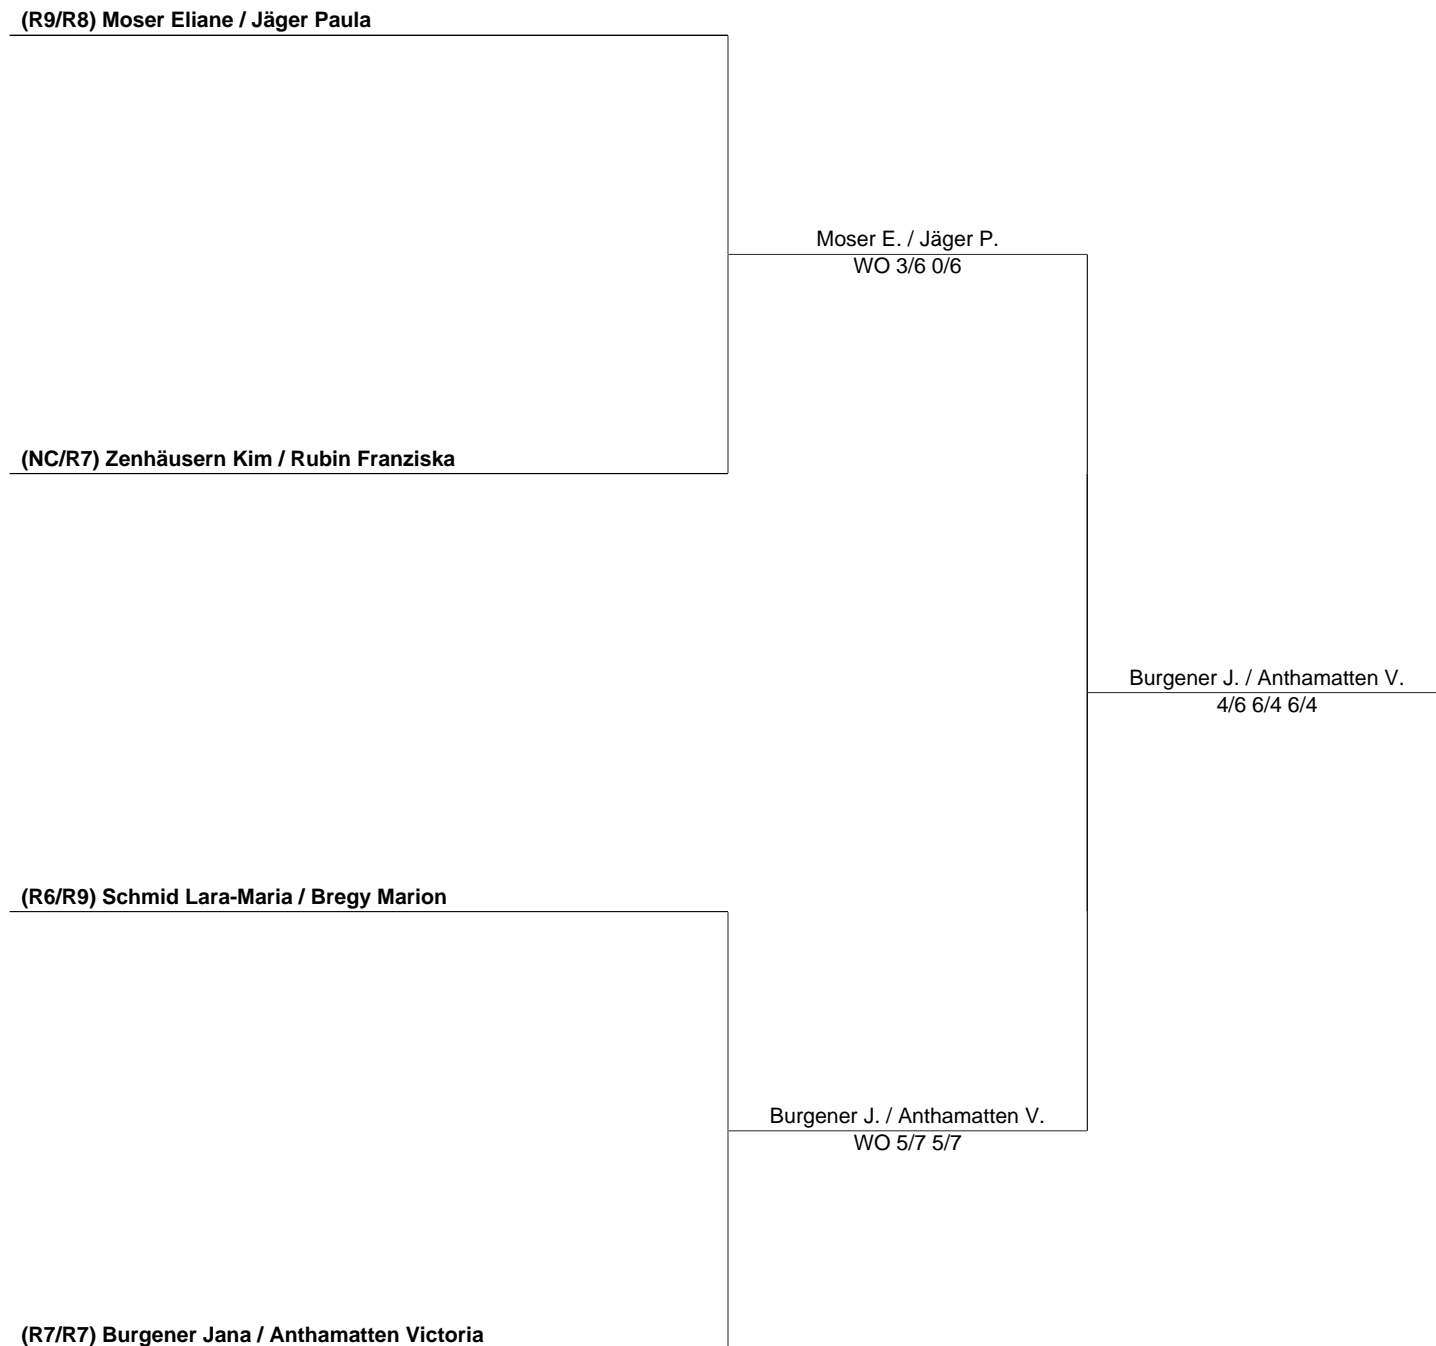 (R9/R8) Moser Eliane / Jäger Paula
Moser E. / Jäger P.
WO 3/6 0/6
(NC/R7) Zenhäusern Kim / Rubin Franziska
Burgener J. / Anthamatten V.
4/6 6/4 6/4
(R6/R9) Schmid Lara-Maria / Bregy Marion
Burgener J. / Anthamatten V.
WO 5/7 5/7
(R7/R7) Burgener Jana / Anthamatten Victoria